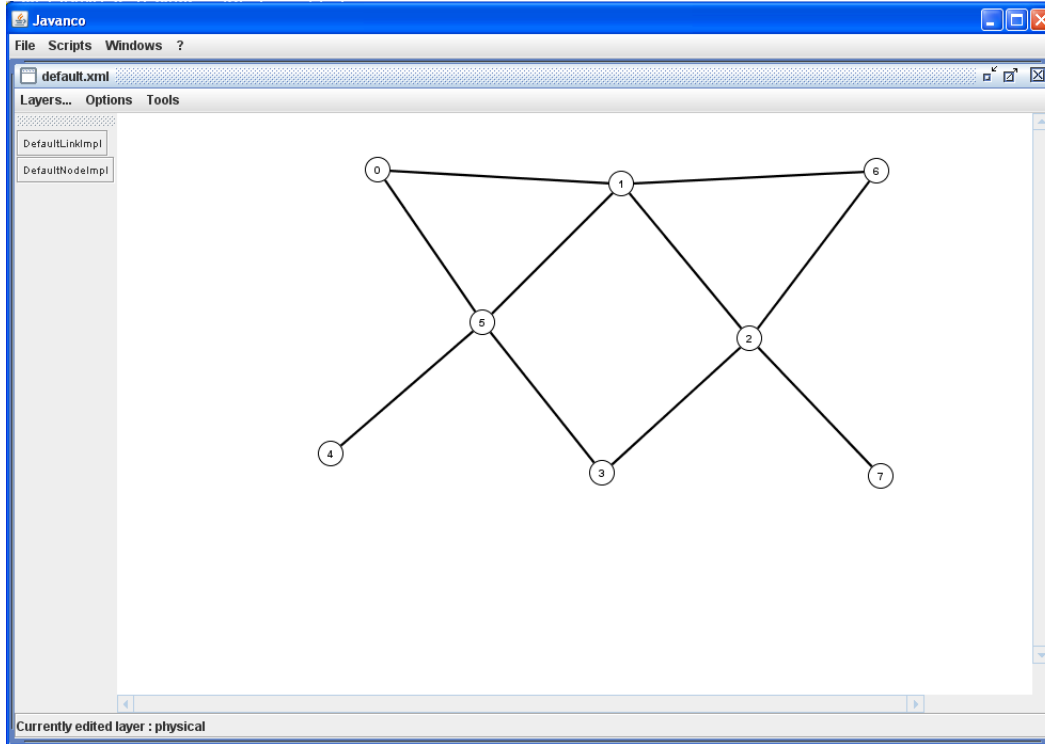 Javanco
File Scripts Windows ?
default.xml
Layers... Options Tools
DefaultLinkImpl
DefaultNodeImpl
0
1
6
5
2
4
3
7
Currently edited layer : physical